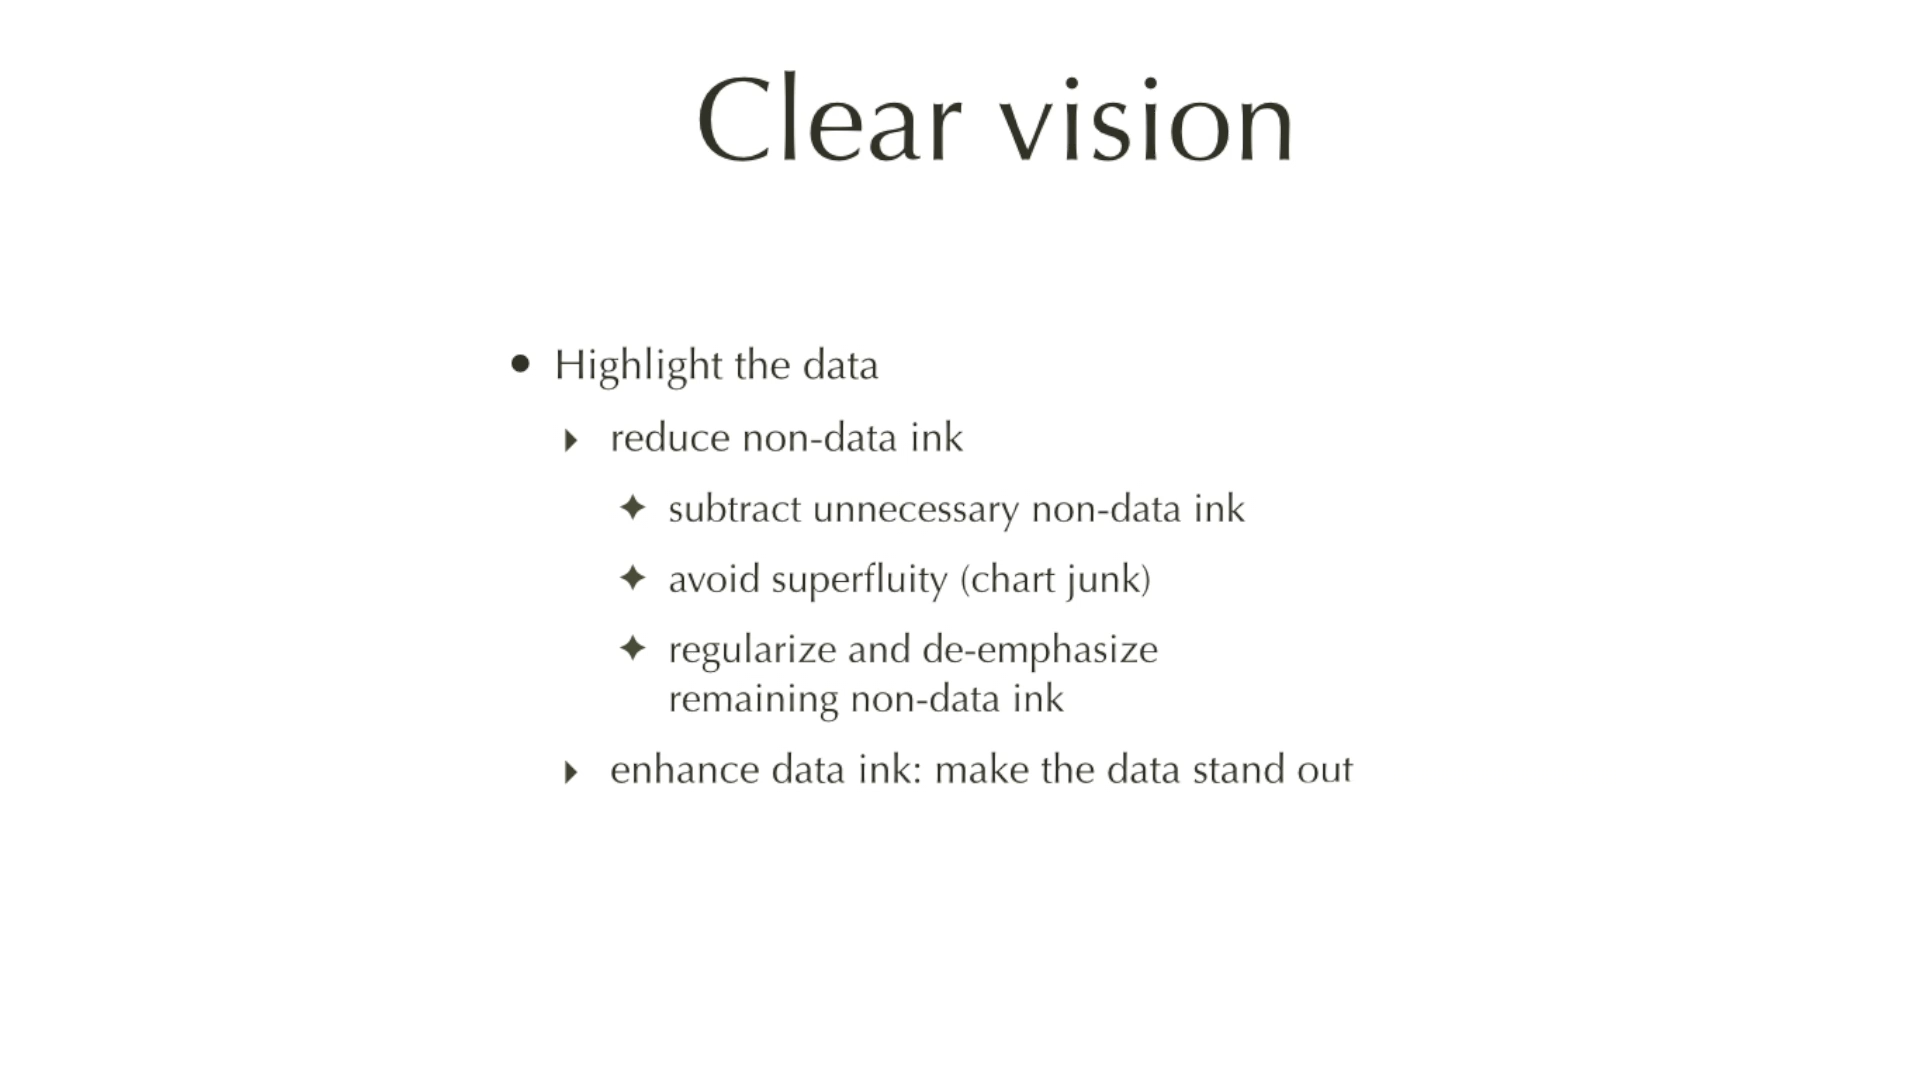 Clear vision
• Highlight the data
▸ reduce non-data ink
✦ subtract unnecessary non-data ink
✦ avoid superfluity (chart junk)
✦ regularize and de-emphasize
remaining non-data ink
▸ enhance data ink: make the data stand out